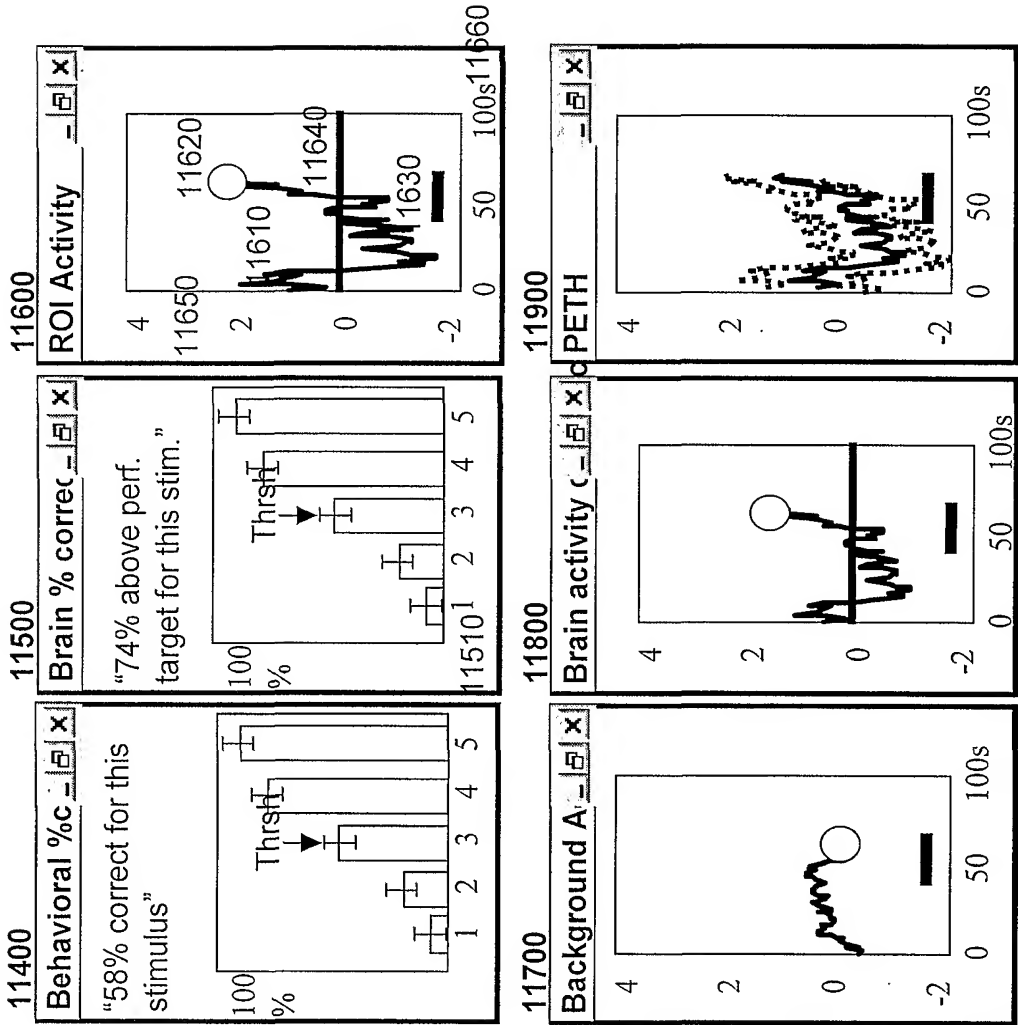 11400
Behavioral %c
"58% correct for this
stimulus"
100
%
Thrsh
1 2 3 4 5
11500
Brain % correc
"74% above perf.
target for this stim."
100
%
Thrsh
11510
1 2 3 4 5
11600
ROI Activity
4
2
0
-2
11650
11610
11620
11640
11630
11660
0 50 100s
11700
Background A
4
2
0
-2
0 50 100s
11800
Brain activity c
4
2
0
-2
0 50 100s
11900
PETH
4
2
0
-2
0 50 100s